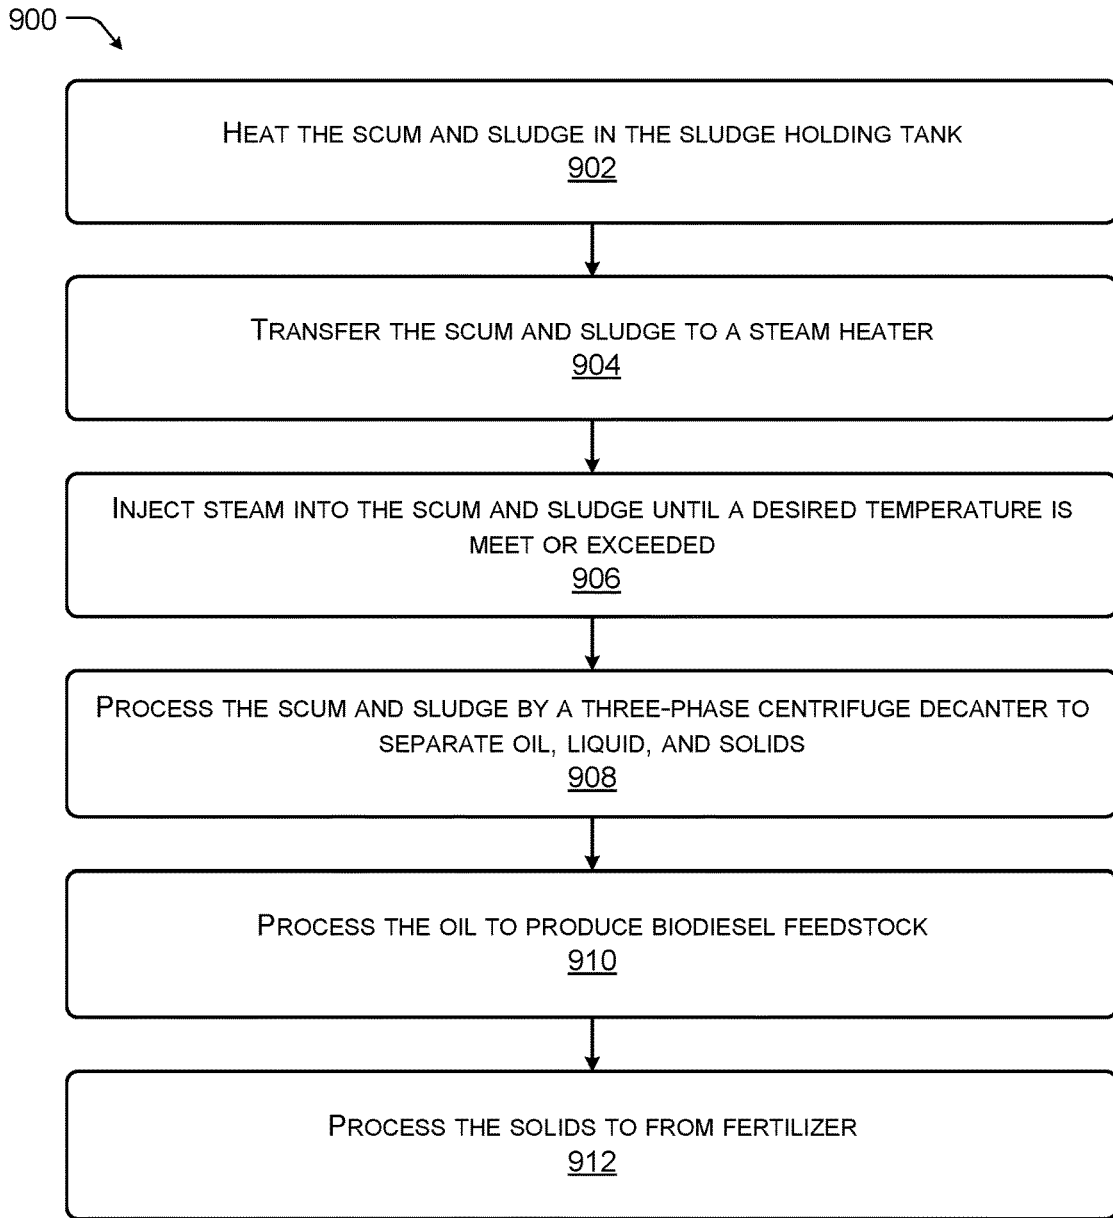 900
HEAT THE SCUM AND SLUDGE IN THE SLUDGE HOLDING TANK
902
TRANSFER THE SCUM AND SLUDGE TO A STEAM HEATER
904
INJECT STEAM INTO THE SCUM AND SLUDGE UNTIL A DESIRED TEMPERATURE IS
MEET OR EXCEEDED
906
PROCESS THE SCUM AND SLUDGE BY A THREE-PHASE CENTRIFUGE DECANTER TO
SEPARATE OIL, LIQUID, AND SOLIDS
908
PROCESS THE OIL TO PRODUCE BIODIESEL FEEDSTOCK
910
PROCESS THE SOLIDS TO FROM FERTILIZER
912